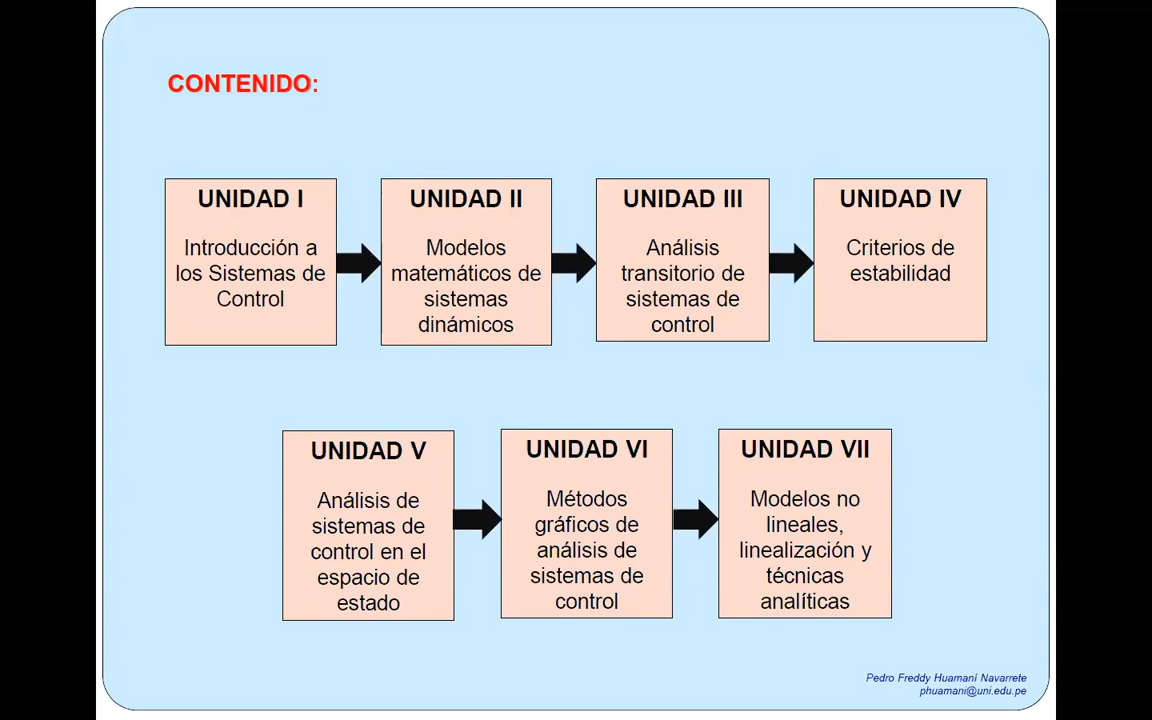 CONTENIDO:
UNIDAD I
Introducción a
los Sistemas de
Control
UNIDAD II
Modelos
matemáticos de
sistemas
dinámicos
UNIDAD III
Análisis
transitorio de
sistemas de
control
UNIDAD IV
Criterios de
estabilidad
UNIDAD V
Análisis de
sistemas de
control en el
espacio de
estado
UNIDAD VI
Métodos
gráficos de
análisis de
sistemas de
control
UNIDAD VII
Modelos no
lineales,
linealización y
técnicas
analíticas
Pedro Freddy Huamaní Navarrete
phuamani@uni.edu.pe